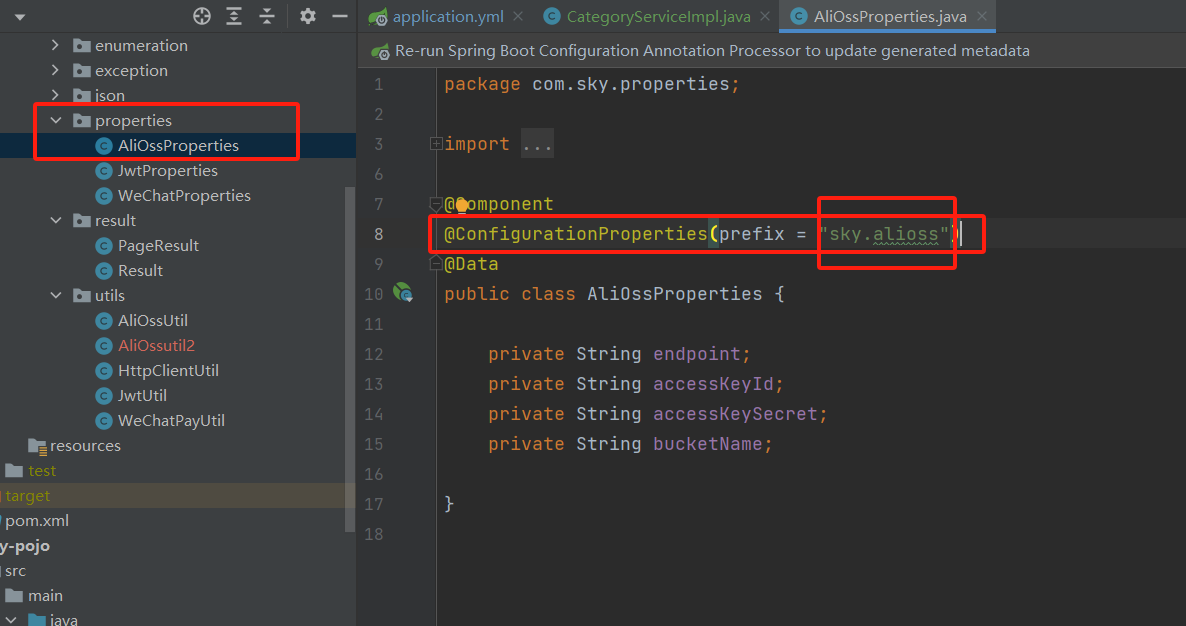 enumeration
exception
json
properties
AliOssProperties
JwtProperties
WeChatProperties
result
PageResult
Result
utils
AliOssUtil
AliOssutil2
HttpClientUtil
JwtUtil
WeChatPayUtil
resources
test
target
pom.xml
y-pojo
src
main
java
application.yml
CategoryServiceImpl.java
AliOssProperties.java
Re-run Spring Boot Configuration Annotation Processor to update generated metadata
1 package com.sky.properties;
2
3 import ...
6
7 @Component
8 @ConfigurationProperties(prefix = "sky.alioss")
9 @Data
10 public class AliOssProperties {
11
12 private String endpoint;
13 private String accessKeyId;
14 private String accessKeySecret;
15 private String bucketName;
16
17 }
18